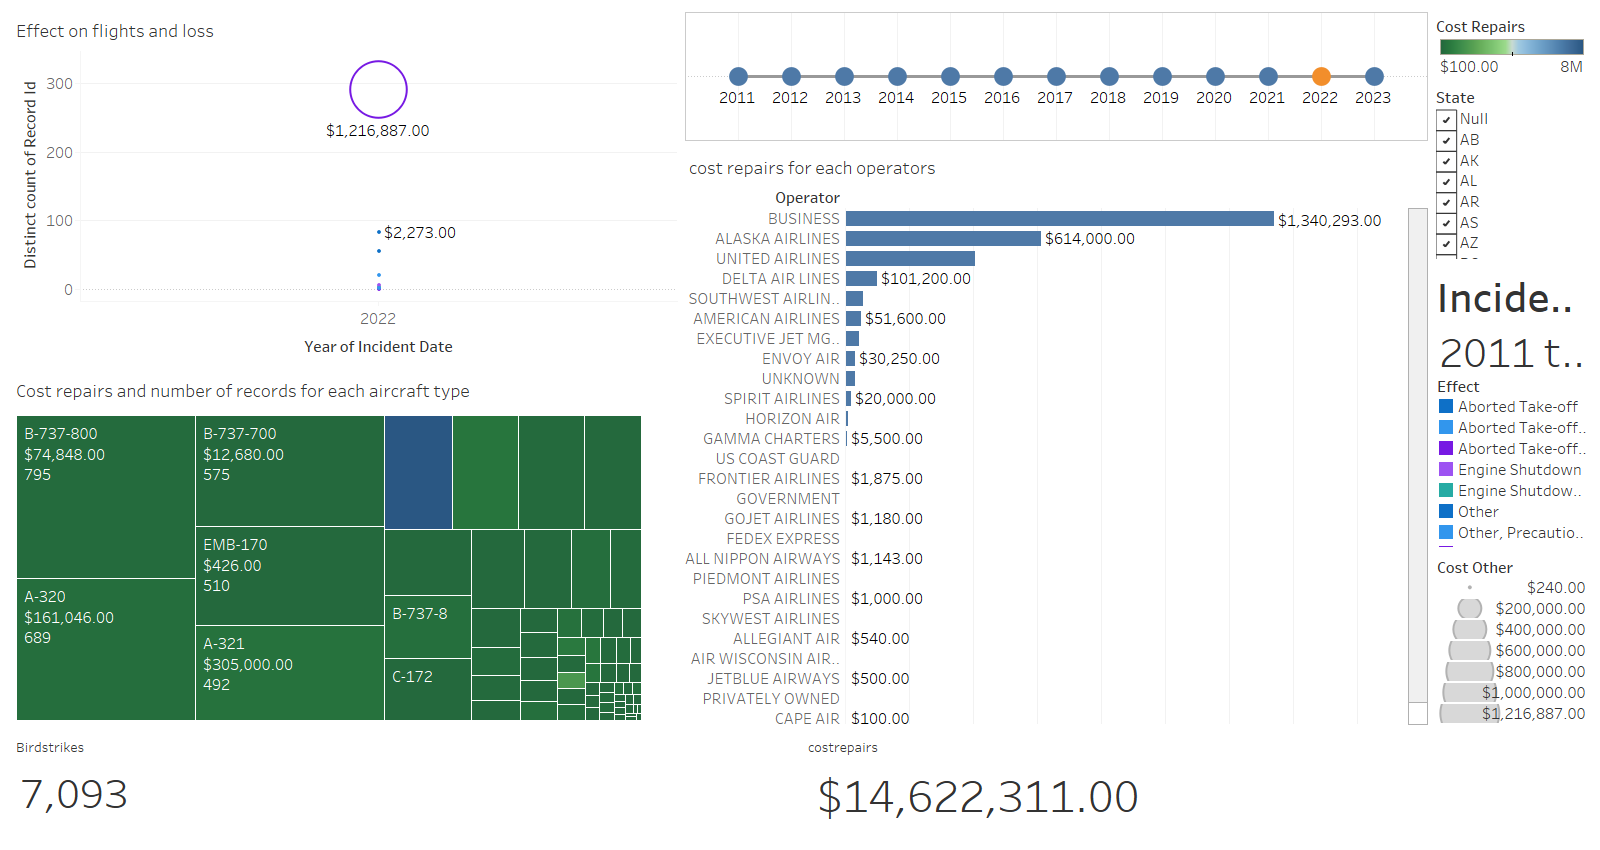 Effect on flights and loss
Distinct count of Record Id
300
200
100
0
$1,216,887.00
$2,273.00
2022
Year of Incident Date
Cost repairs and number of records for each aircraft type
B-737-800
$74,848.00
795
A-320
$161,046.00
689
B-737-700
$12,680.00
575
EMB-170
$426.00
510
A-321
$305,000.00
492
B-737-8
C-172
2011 2012 2013 2014 2015 2016 2017 2018 2019 2020 2021 2022 2023
cost repairs for each operators
Operator
BUSINESS $1,340,293.00
ALASKA AIRLINES $614,000.00
UNITED AIRLINES
DELTA AIR LINES $101,200.00
SOUTHWEST AIRLIN..
AMERICAN AIRLINES $51,600.00
EXECUTIVE JET MG..
ENVOY AIR $30,250.00
UNKNOWN
SPIRIT AIRLINES $20,000.00
HORIZON AIR
GAMMA CHARTERS $5,500.00
US COAST GUARD
FRONTIER AIRLINES $1,875.00
GOVERNMENT
GOJET AIRLINES $1,180.00
FEDEX EXPRESS
ALL NIPPON AIRWAYS $1,143.00
PIEDMONT AIRLINES
PSA AIRLINES $1,000.00
SKYWEST AIRLINES
ALLEGIANT AIR $540.00
AIR WISCONSIN AIR..
JETBLUE AIRWAYS $500.00
PRIVATELY OWNED
CAPE AIR $100.00
Cost Repairs
$100.00 8M
State
Null
AB
AK
AL
AR
AS
AZ
Incide..
2011 t..
Effect
Aborted Take-off
Aborted Take-off..
Aborted Take-off..
Engine Shutdown
Engine Shutdow..
Other
Other, Precautio..
Cost Other
$240.00
$200,000.00
$400,000.00
$600,000.00
$800,000.00
$1,000,000.00
$1,216,887.00
Birdstrikes
7,093
costrepairs
$14,622,311.00